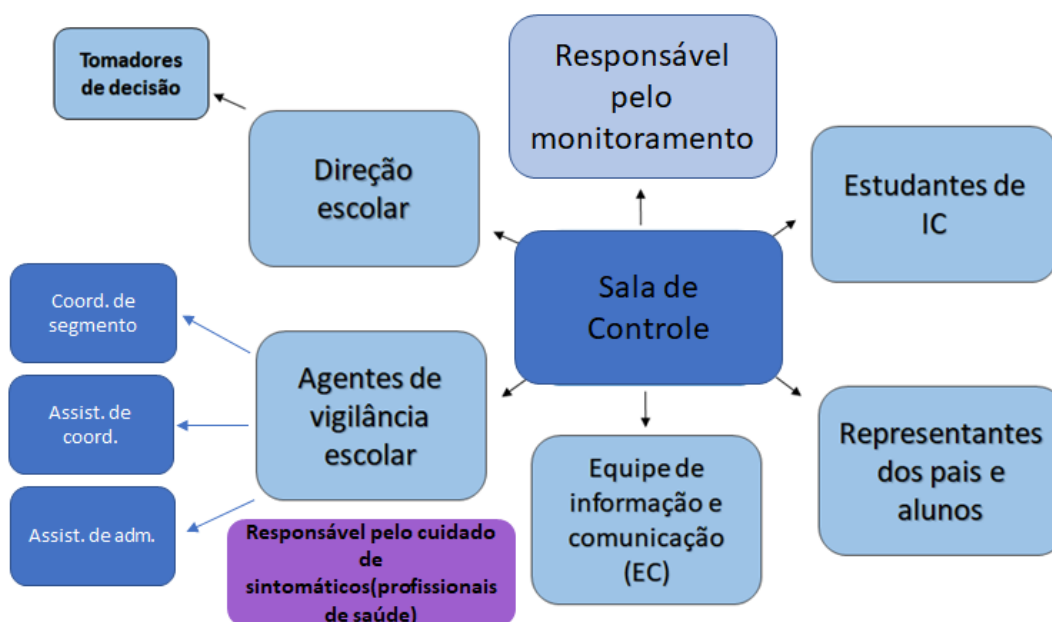 Tomadores
de decisão
Responsável
pelo
monitoramento
Direção
escolar
Estudantes de
IC
Sala de
Controle
Coord. de
segmento
Agentes de
vigilância
escolar
Assist. de
coord.
Assist. de adm.
Representantes
dos pais e
alunos
Equipe de
informação e
comunicação
(EC)
Responsável pelo cuidado
de
sintomáticos(profissionais
de saúde)